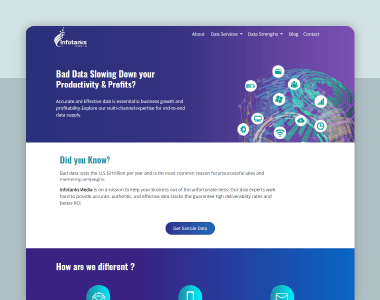 Infotanks
MEDIA
About Data Services Data Strengths Blog Contact
Bad Data Slowing Down your
Productivity & Profits?
Accurate and Effective data is essential to business growth and
profitability. Explore our multi-channel expertise for end-to-end
data supply.
Did you Know?
Bad data costs the U.S $3 trillion per year and is the most common reason for unsuccessful sales and
marketing campaigns.
Infotanks Media is on a mission to keep your business out of this unfortunateness. Our data experts work
hard to provide accurate, authentic, and effective data stacks that guarantee high deliverability rates and
better ROI.
Get Sample Data
How are we different ?